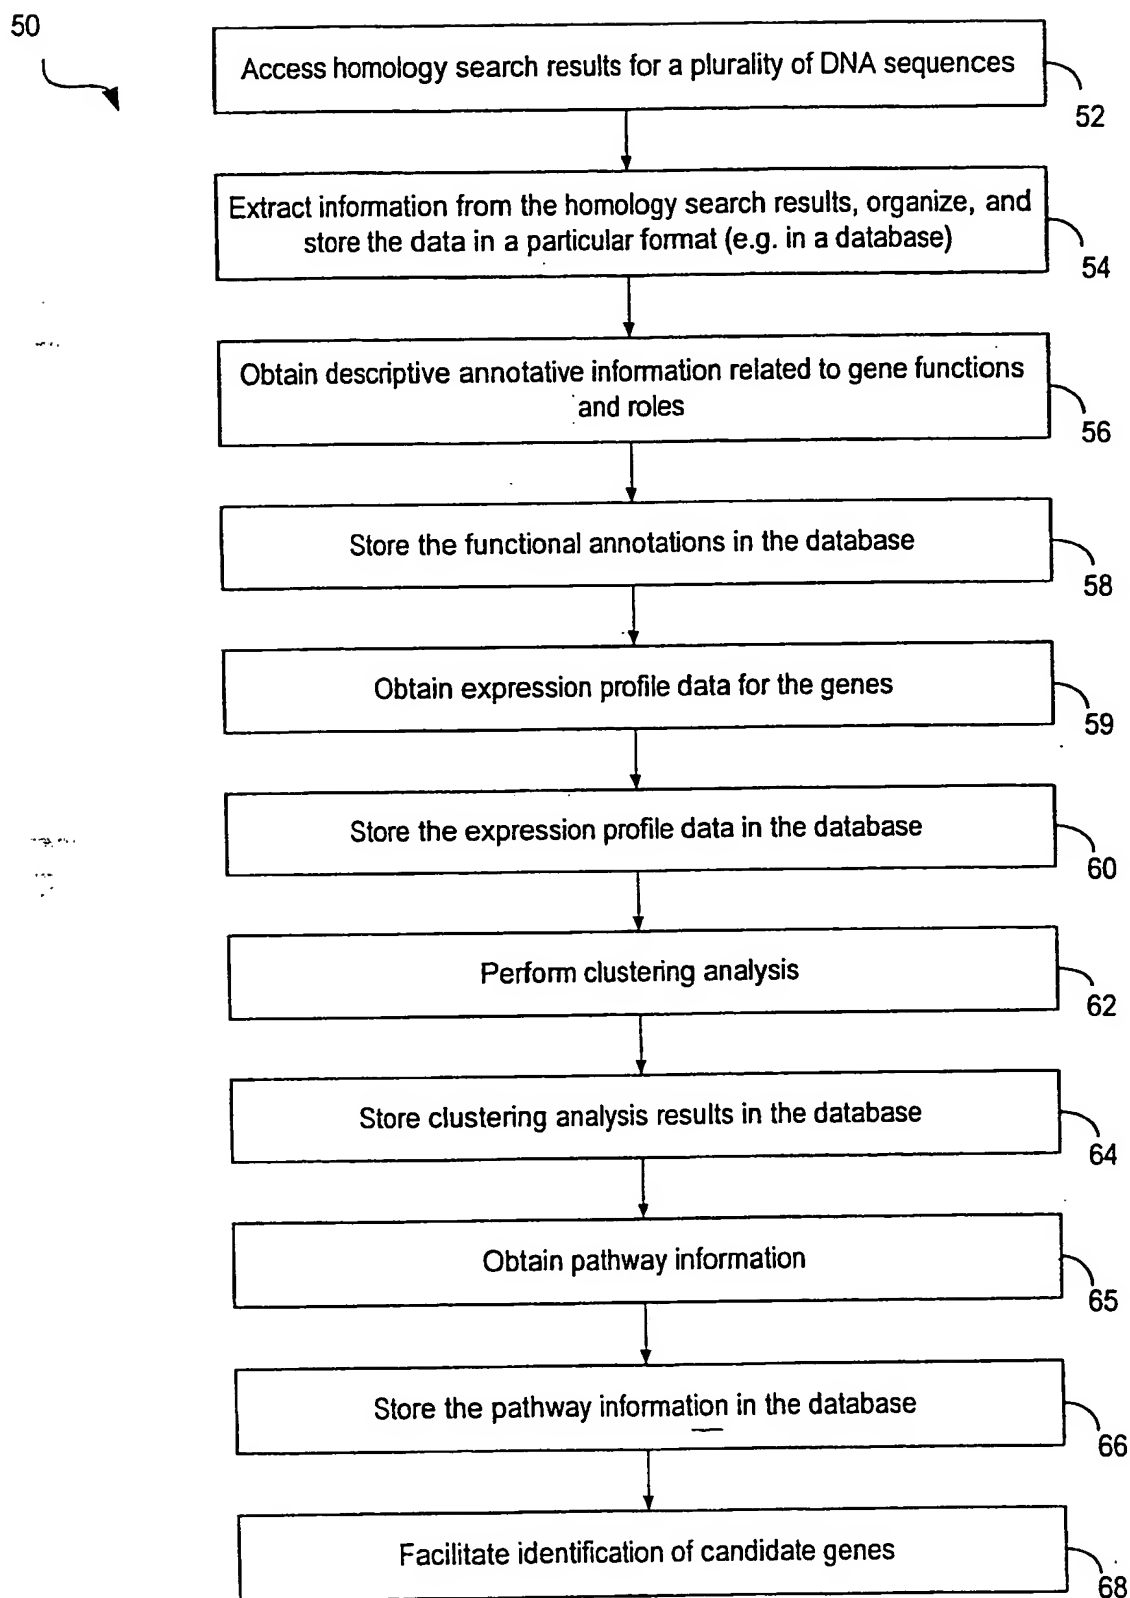 50
Access homology search results for a plurality of DNA sequences
52
Extract information from the homology search results, organize, and
store the data in a particular format (e.g. in a database)
54
Obtain descriptive annotative information related to gene functions
and roles
56
Store the functional annotations in the database
58
Obtain expression profile data for the genes
59
Store the expression profile data in the database
60
Perform clustering analysis
62
Store clustering analysis results in the database
64
Obtain pathway information
65
Store the pathway information in the database
66
Facilitate identification of candidate genes
68